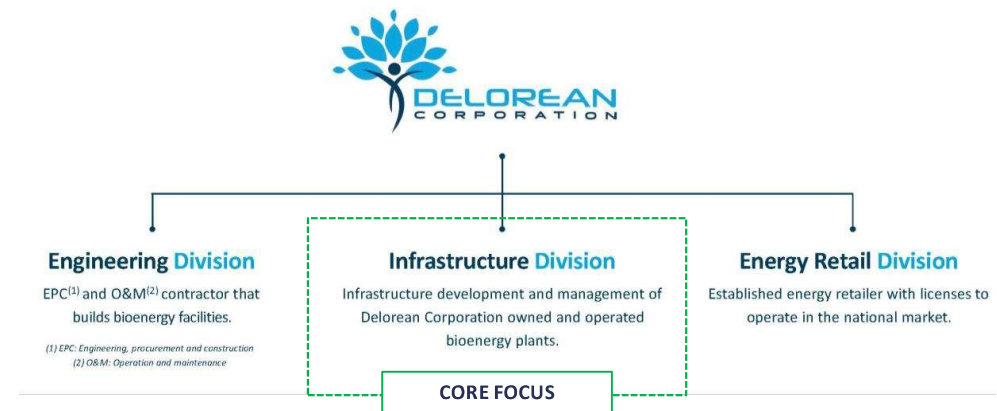 DELOREAN
CORPORATION
Engineering Division
EPC(1) and O&M(2) contractor that
builds bioenergy facilities.
(1) EPC: Engineering, procurement and construction
(2) O&M: Operation and maintenance
Infrastructure Division
Infrastructure development and management of
Delorean Corporation owned and operated
bioenergy plants.
CORE FOCUS
Energy Retail Division
Established energy retailer with licenses to
operate in the national market.